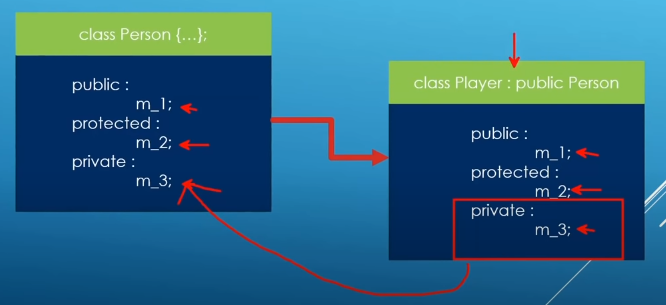 class Person {...};
public :
m_1;
protected :
m_2;
private :
m_3;
class Player : public Person
public :
m_1;
protected :
m_2;
private :
m_3;